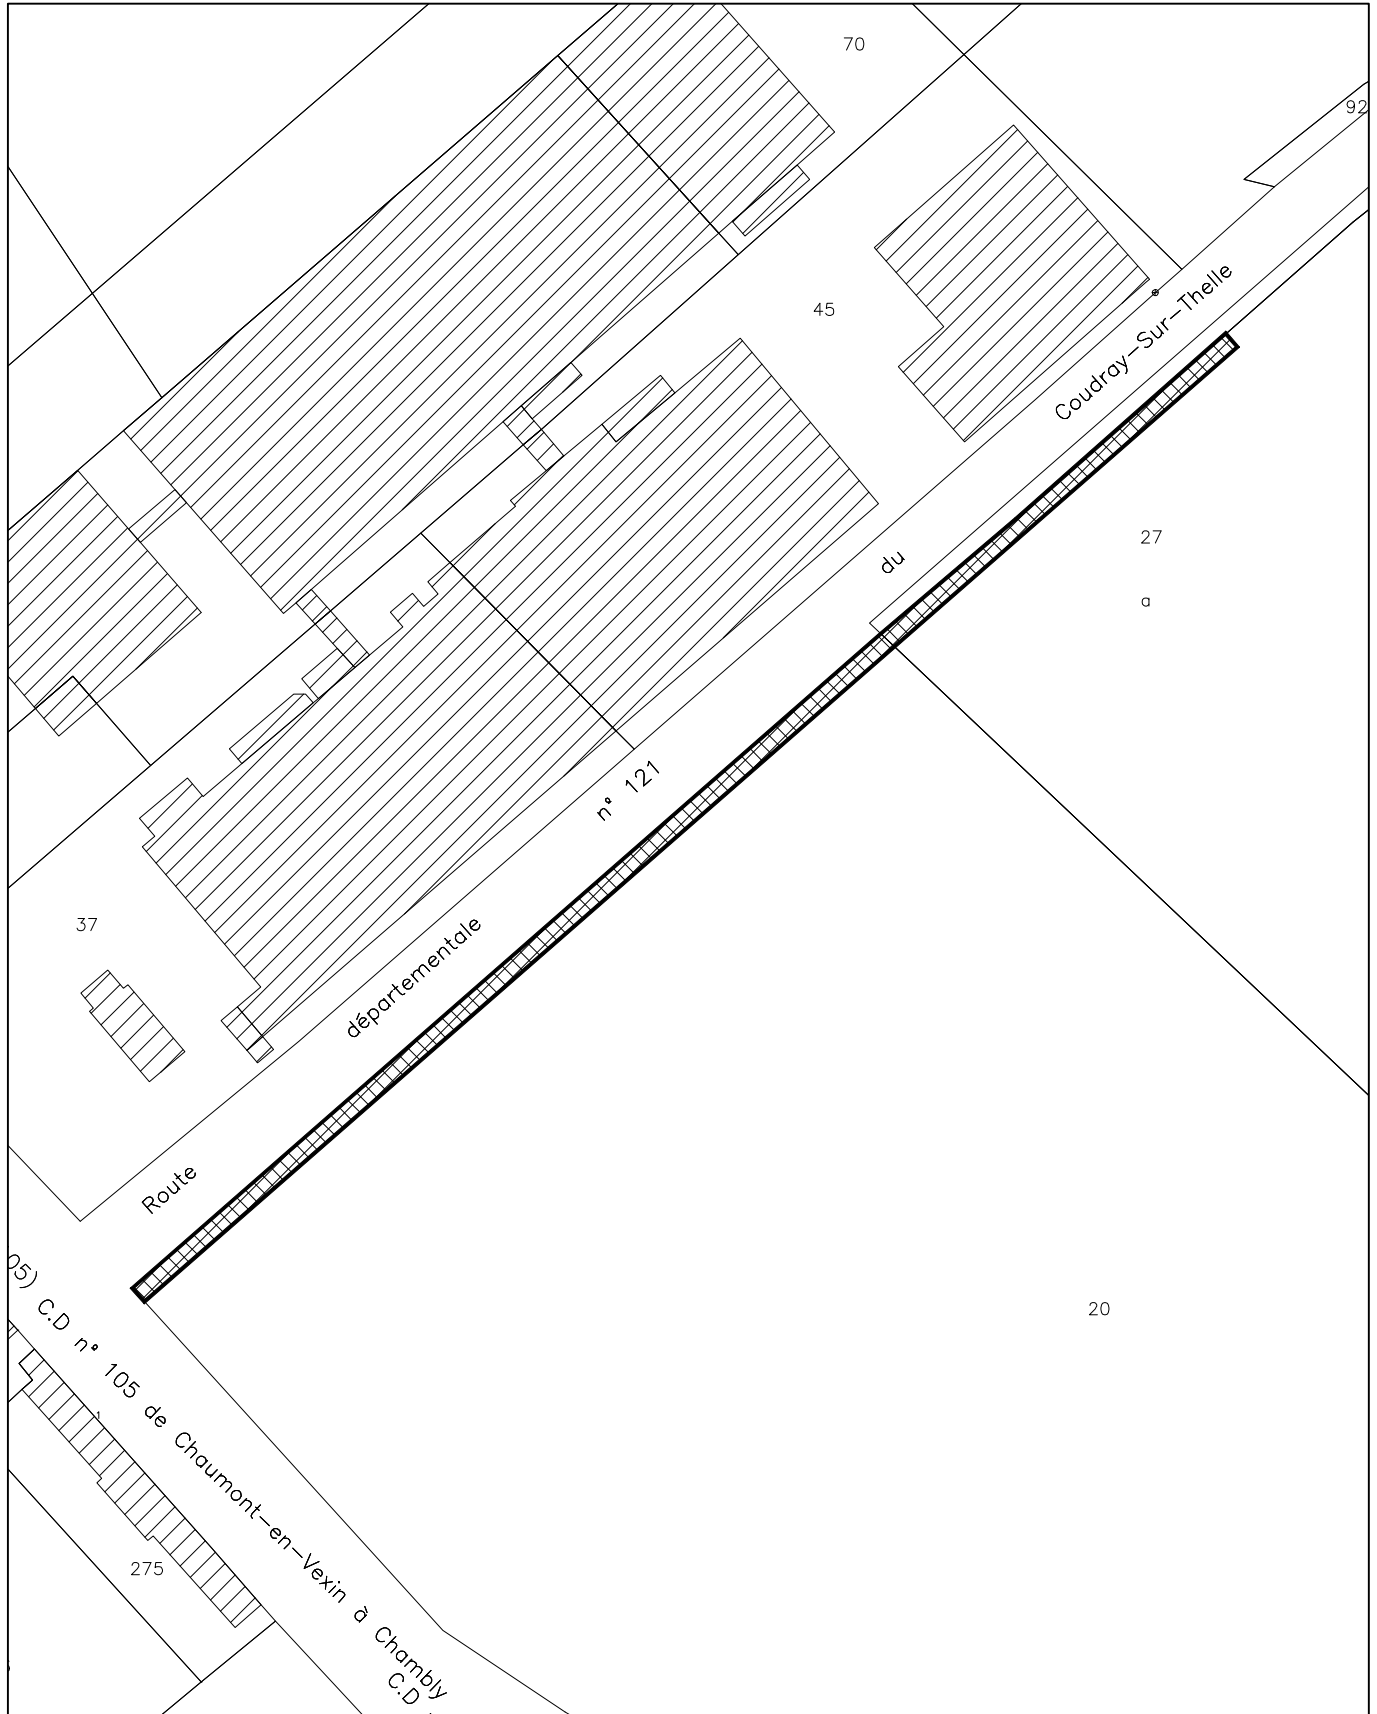 70
92
45
Coudray-Sur-Thelle
27
du
a
n° 121
37
départementale
Route
05) C.D n° 105 de Chaumont-en-Vexin à Chambly
20
275
C.D